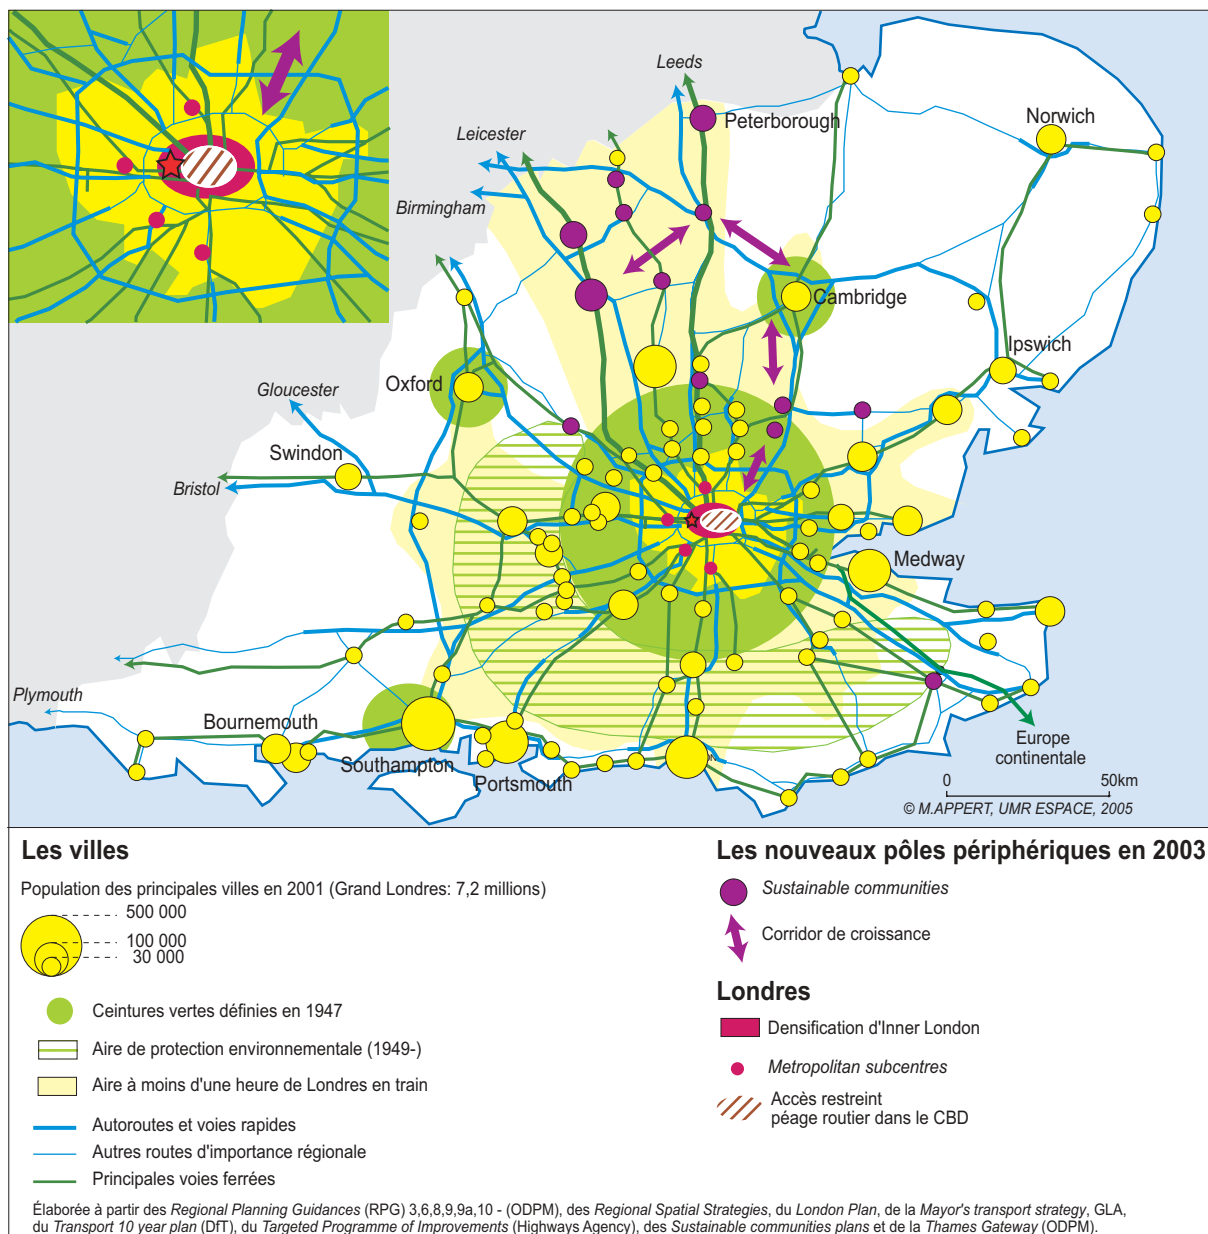 Leeds
Peterborough
Norwich
Leicester
Birmingham
Cambridge
Ipswich
Oxford
Gloucester
Swindon
Bristol
Medway
Plymouth
Bournemouth
Southampton
Portsmouth
Europe
continentale
0 50km
© M.APPERT, UMR ESPACE, 2005
Les villes
Population des principales villes en 2001 (Grand Londres: 7,2 millions)
500 000
100 000
30 000
Ceintures vertes définies en 1947
Aire de protection environnementale (1949-)
Aire à moins d'une heure de Londres en train
Autoroutes et voies rapides
Autres routes d'importance régionale
Principales voies ferrées
Les nouveaux pôles périphériques en 2003
Sustainable communities
Corridor de croissance
Londres
Densification d'Inner London
Metropolitan subcentres
Accès restreint
péage routier dans le CBD
Élaborée à partir des Regional Planning Guidances (RPG) 3,6,8,9,9a,10 - (ODPM), des Regional Spatial Strategies, du London Plan, de la Mayor's transport strategy, GLA,
du Transport 10 year plan (DfT), du Targeted Programme of Improvements (Highways Agency), des Sustainable communities plans et de la Thames Gateway (ODPM).